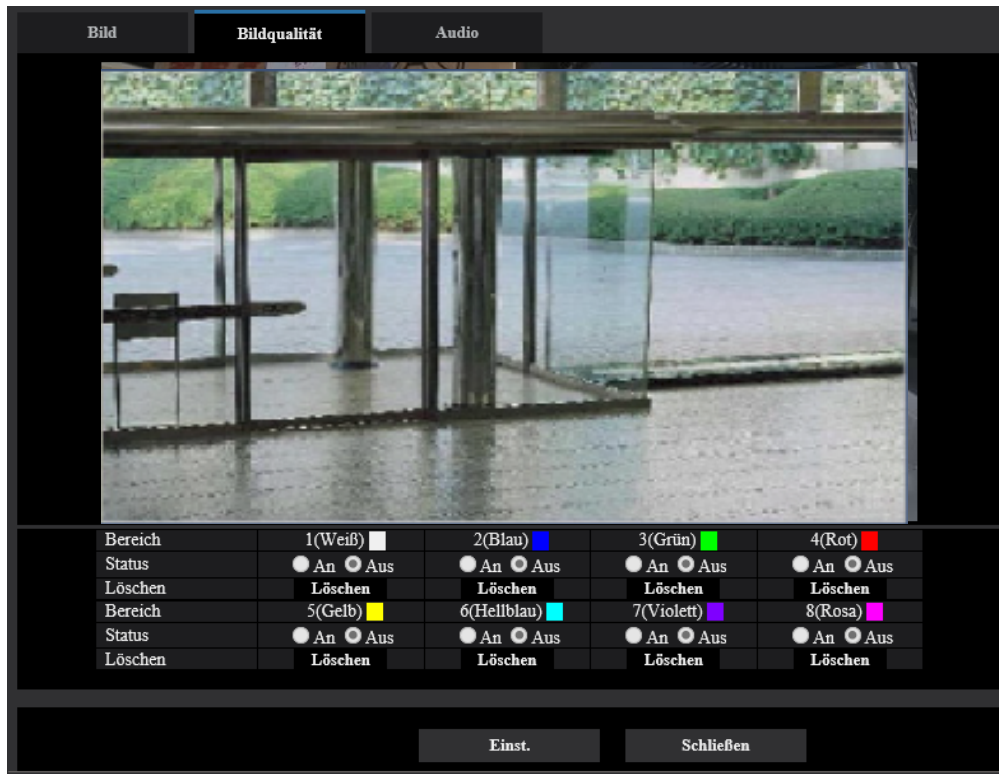 Bild Bildqualität Audio
Bereich 1(Weiß) 2(Blau) 3(Grün) 4(Rot)
Status An Aus An Aus An Aus An Aus
Löschen Löschen Löschen Löschen Löschen
Bereich 5(Gelb) 6(Hellblau) 7(Violett) 8(Rosa)
Status An Aus An Aus An Aus An Aus
Löschen Löschen Löschen Löschen Löschen
Einst. Schließen